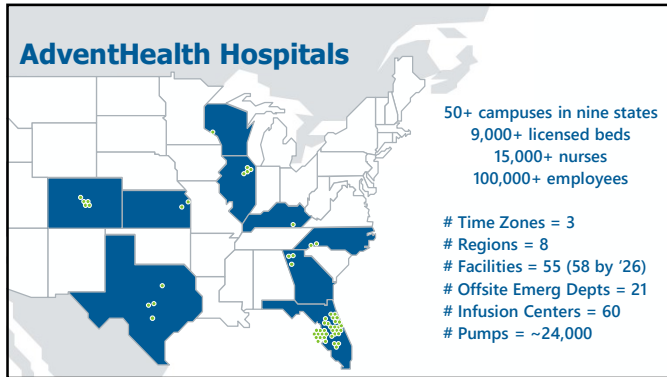 AdventHealth Hospitals
50+ campuses in nine states
9,000+ licensed beds
15,000+ nurses
100,000+ employees
# Time Zones = 3
# Regions = 8
# Facilities = 55 (58 by ’26)
# Offsite Emerg Depts = 21
# Infusion Centers = 60
# Pumps = ~24,000